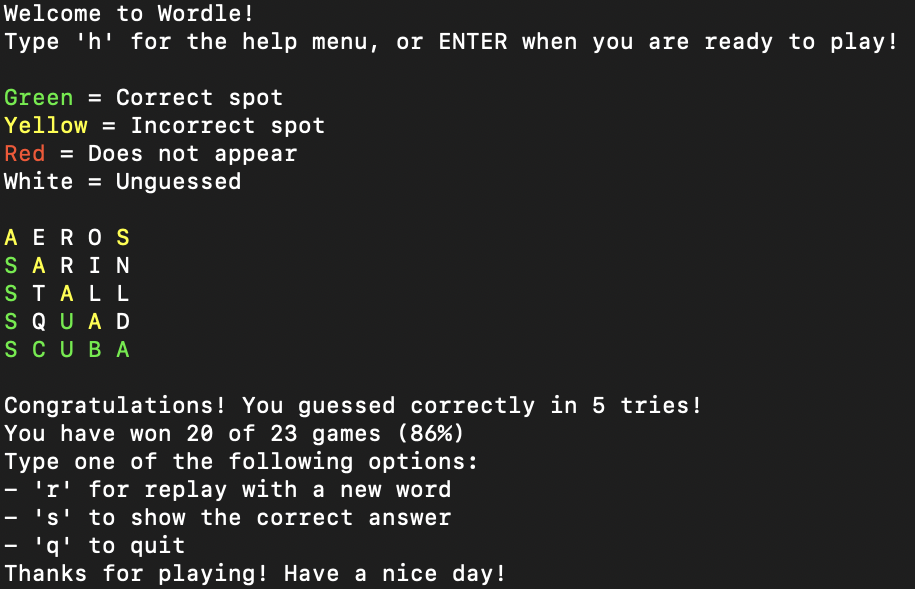 Welcome to Wordle!
Type 'h' for the help menu, or ENTER when you are ready to play!
Green = Correct spot
Yellow = Incorrect spot
Red = Does not appear
White = Unguessed
A E R O S
S A R I N
S T A L L
S Q U A D
S C U B A
Congratulations! You guessed correctly in 5 tries!
You have won 20 of 23 games (86%)
Type one of the following options:
– 'r' for replay with a new word
– 's' to show the correct answer
– 'q' to quit
Thanks for playing! Have a nice day!